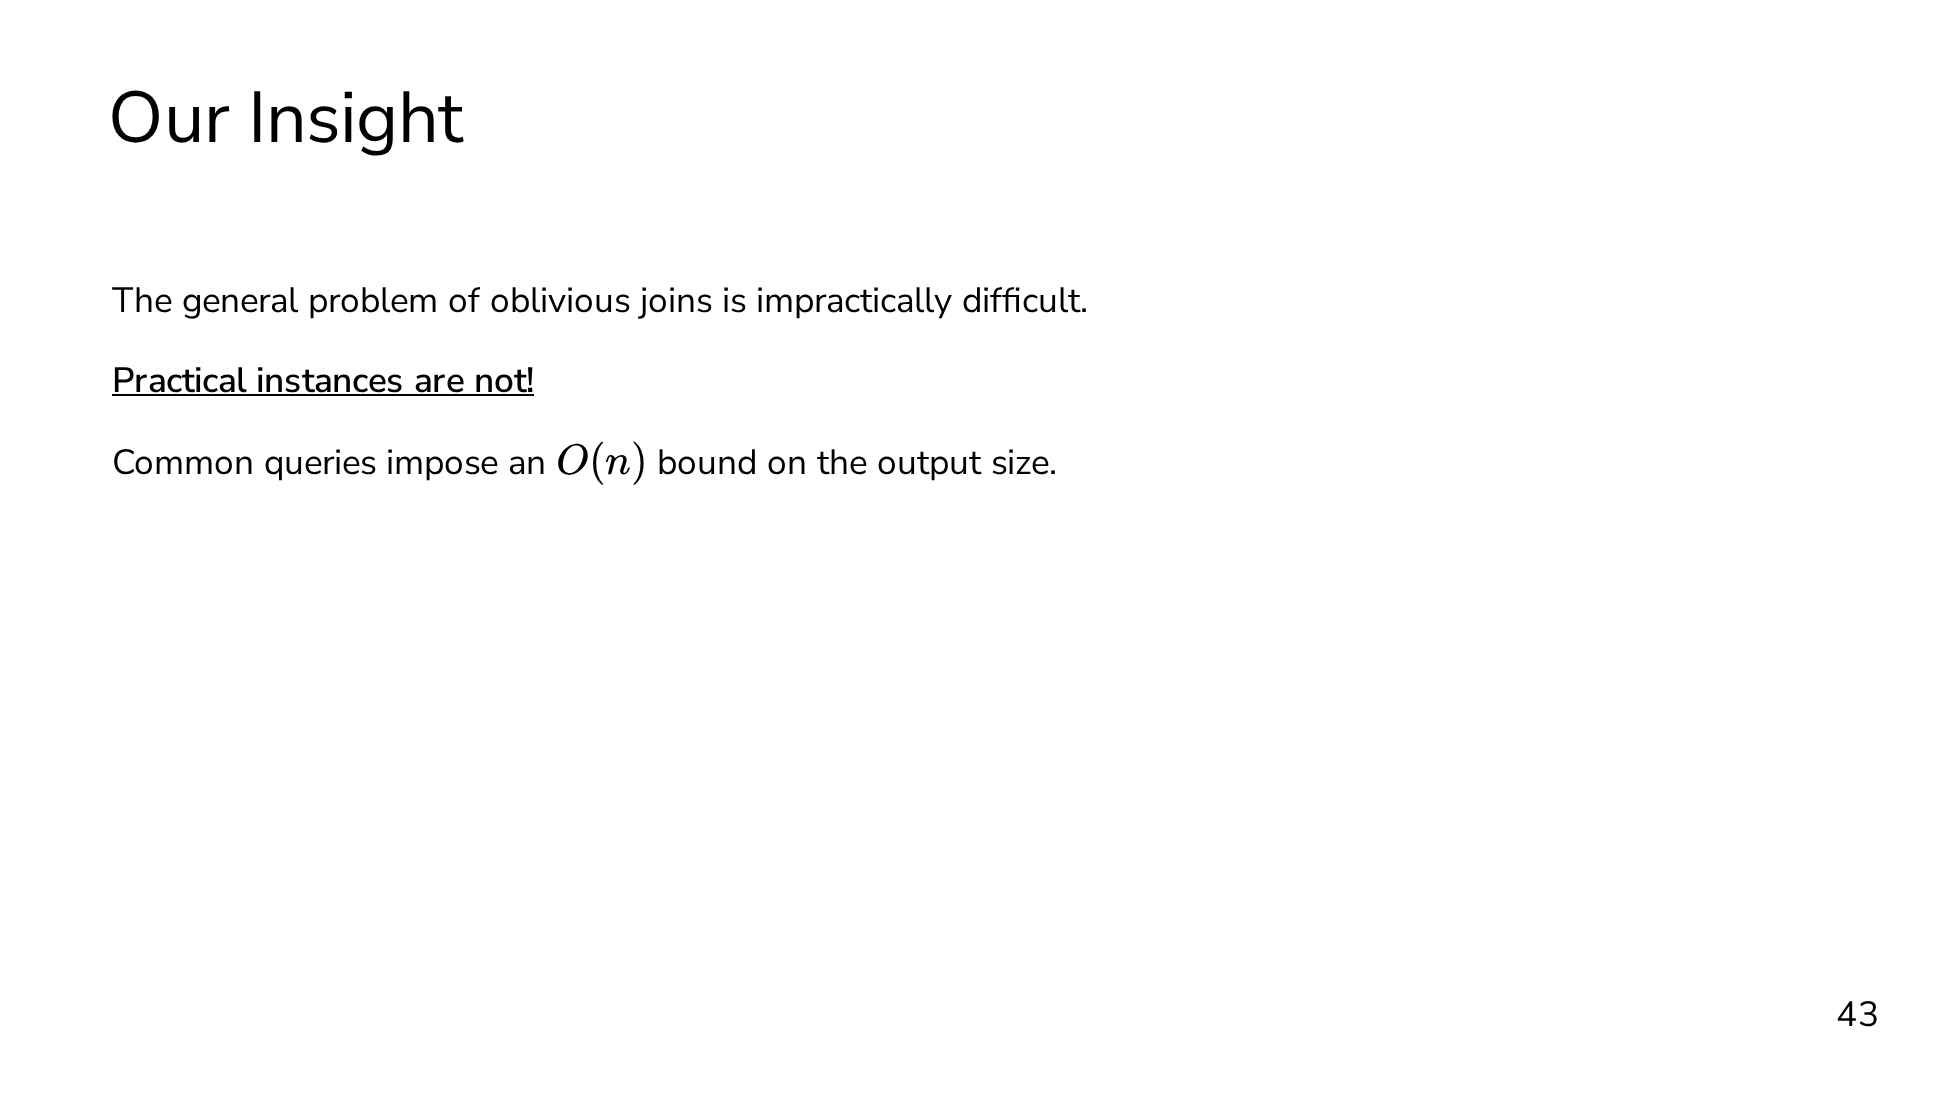 Our Insight
The general problem of oblivious joins is impractically difficult.
Practical instances are not!
Common queries impose an O(n) bound on the output size.
43